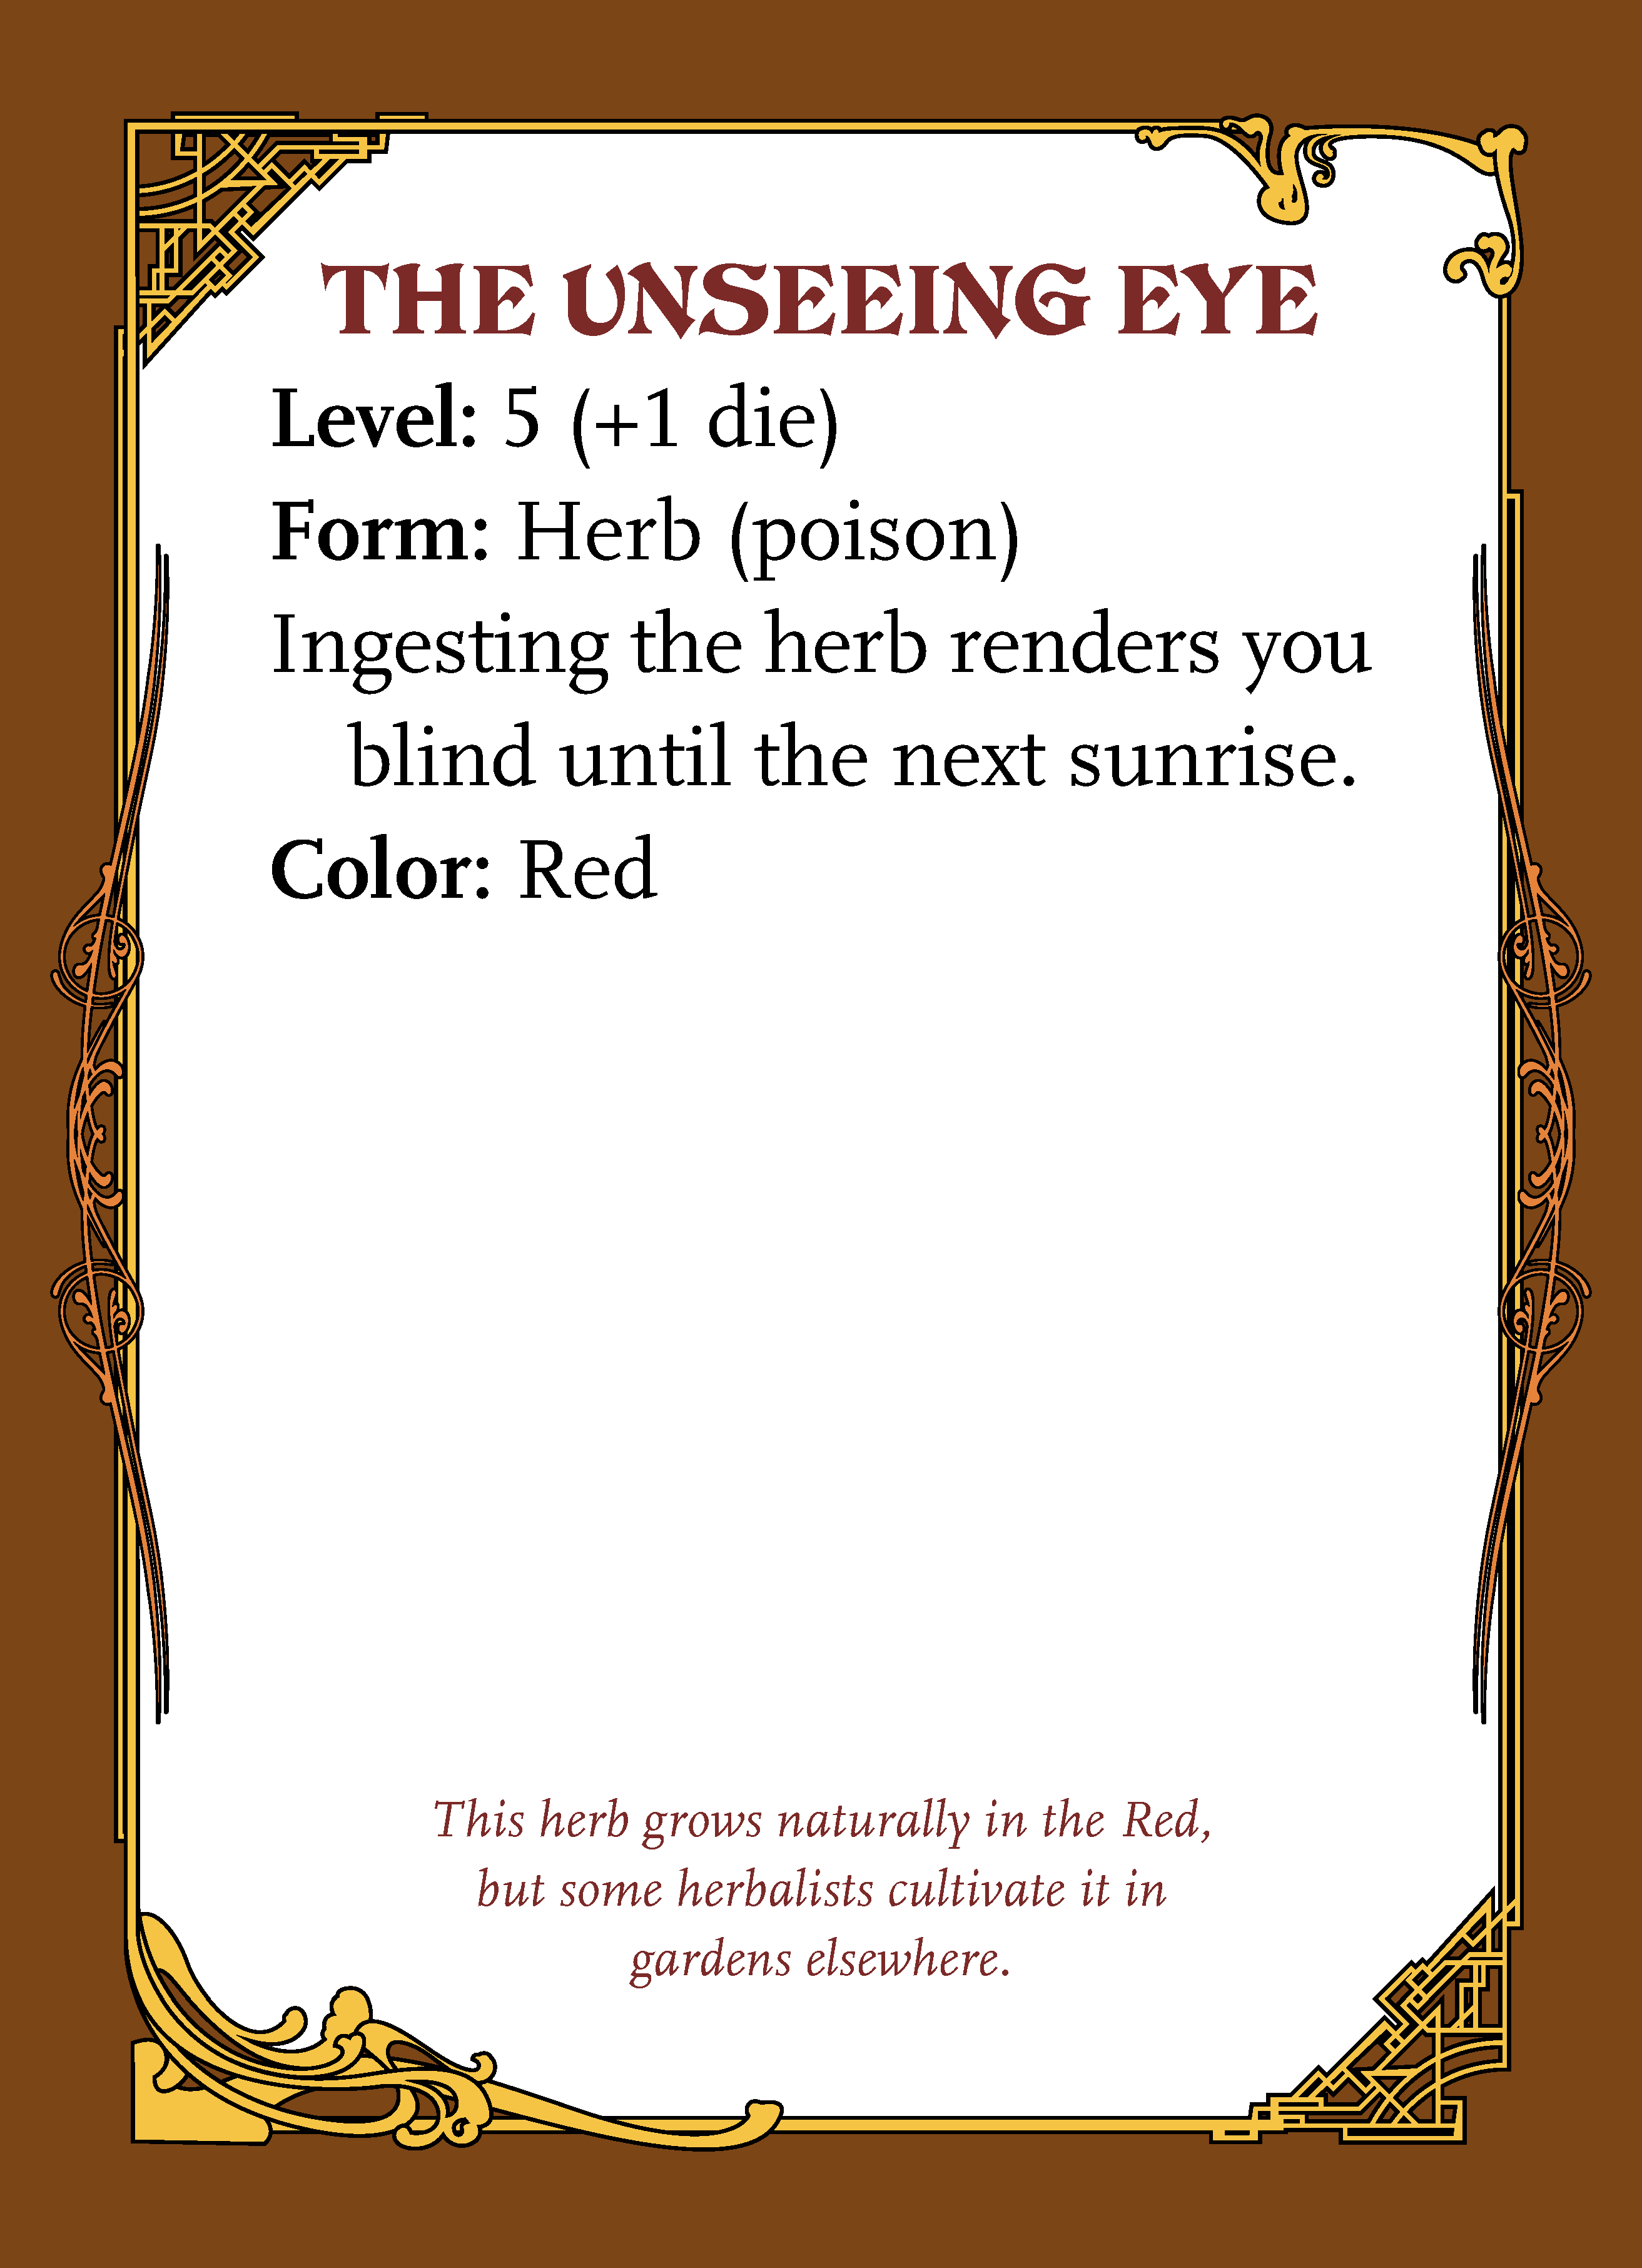 THE UNSEEING EYE
Level: 5 (+1 die)
Form: Herb (poison)
Ingesting the herb renders you
blind until the next sunrise.
Color: Red
This herb grows naturally in the Red,
but some herbalists cultivate it in
gardens elsewhere.